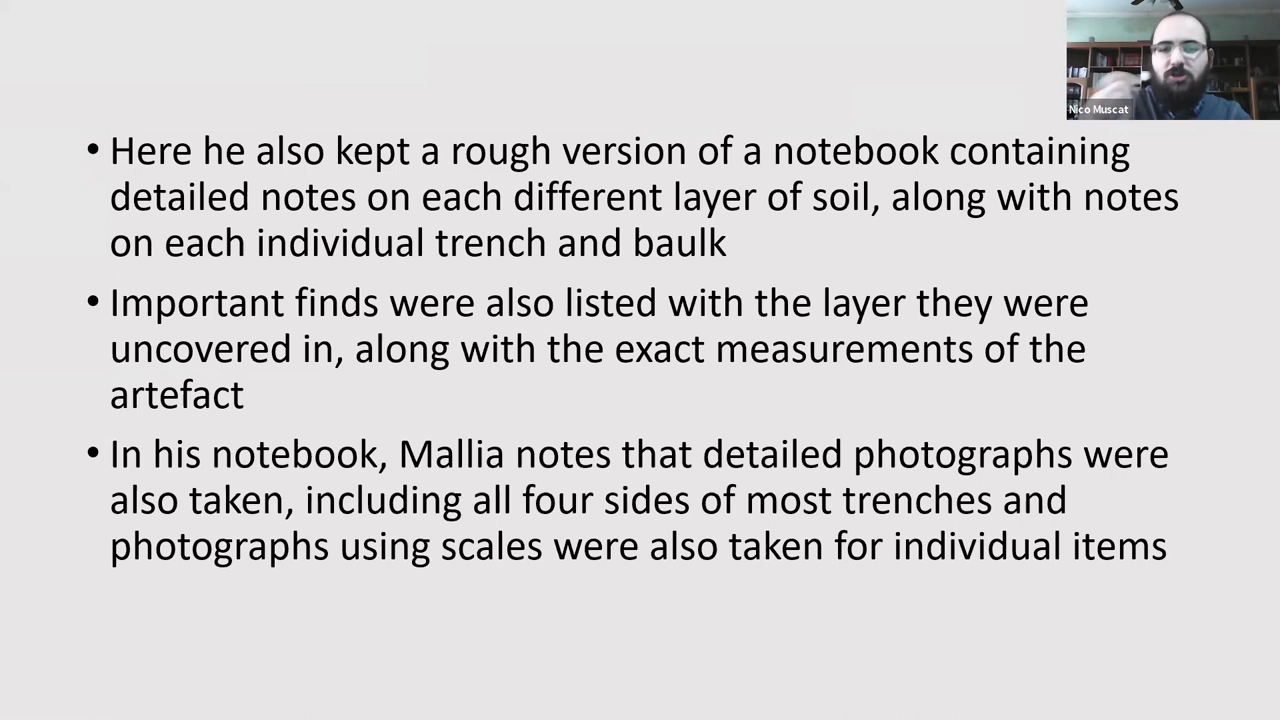 Nico Muscat
• Here he also kept a rough version of a notebook containing
detailed notes on each different layer of soil, along with notes
on each individual trench and baulk
• Important finds were also listed with the layer they were
uncovered in, along with the exact measurements of the
artefact
• In his notebook, Mallia notes that detailed photographs were
also taken, including all four sides of most trenches and
photographs using scales were also taken for individual items